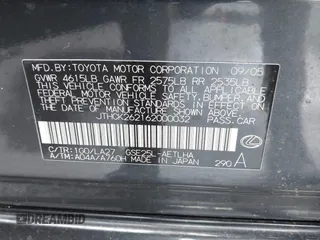 MFD.BY:TOYOTA MOTOR CORPORATION 09/05
GVWR 4615LB GAWR FR 2575LB RR 2535LB
THIS VEHICLE CONFORMS TO ALL APPLICABLE
FEDERAL MOTOR VEHICLE SAFETY, BUMPER, AND
THEFT PREVENTION STANDARDS IN EFFECT ON
THE DATE OF MANUFACTURE SHOWN ABOVE.
JTHCK262162000032 PASS.CAR
C/TR:1G0/LA27 GSE25L-AETLHA
A/TM:A04A/A760H MADE IN JAPAN 290 A
DREAMBID